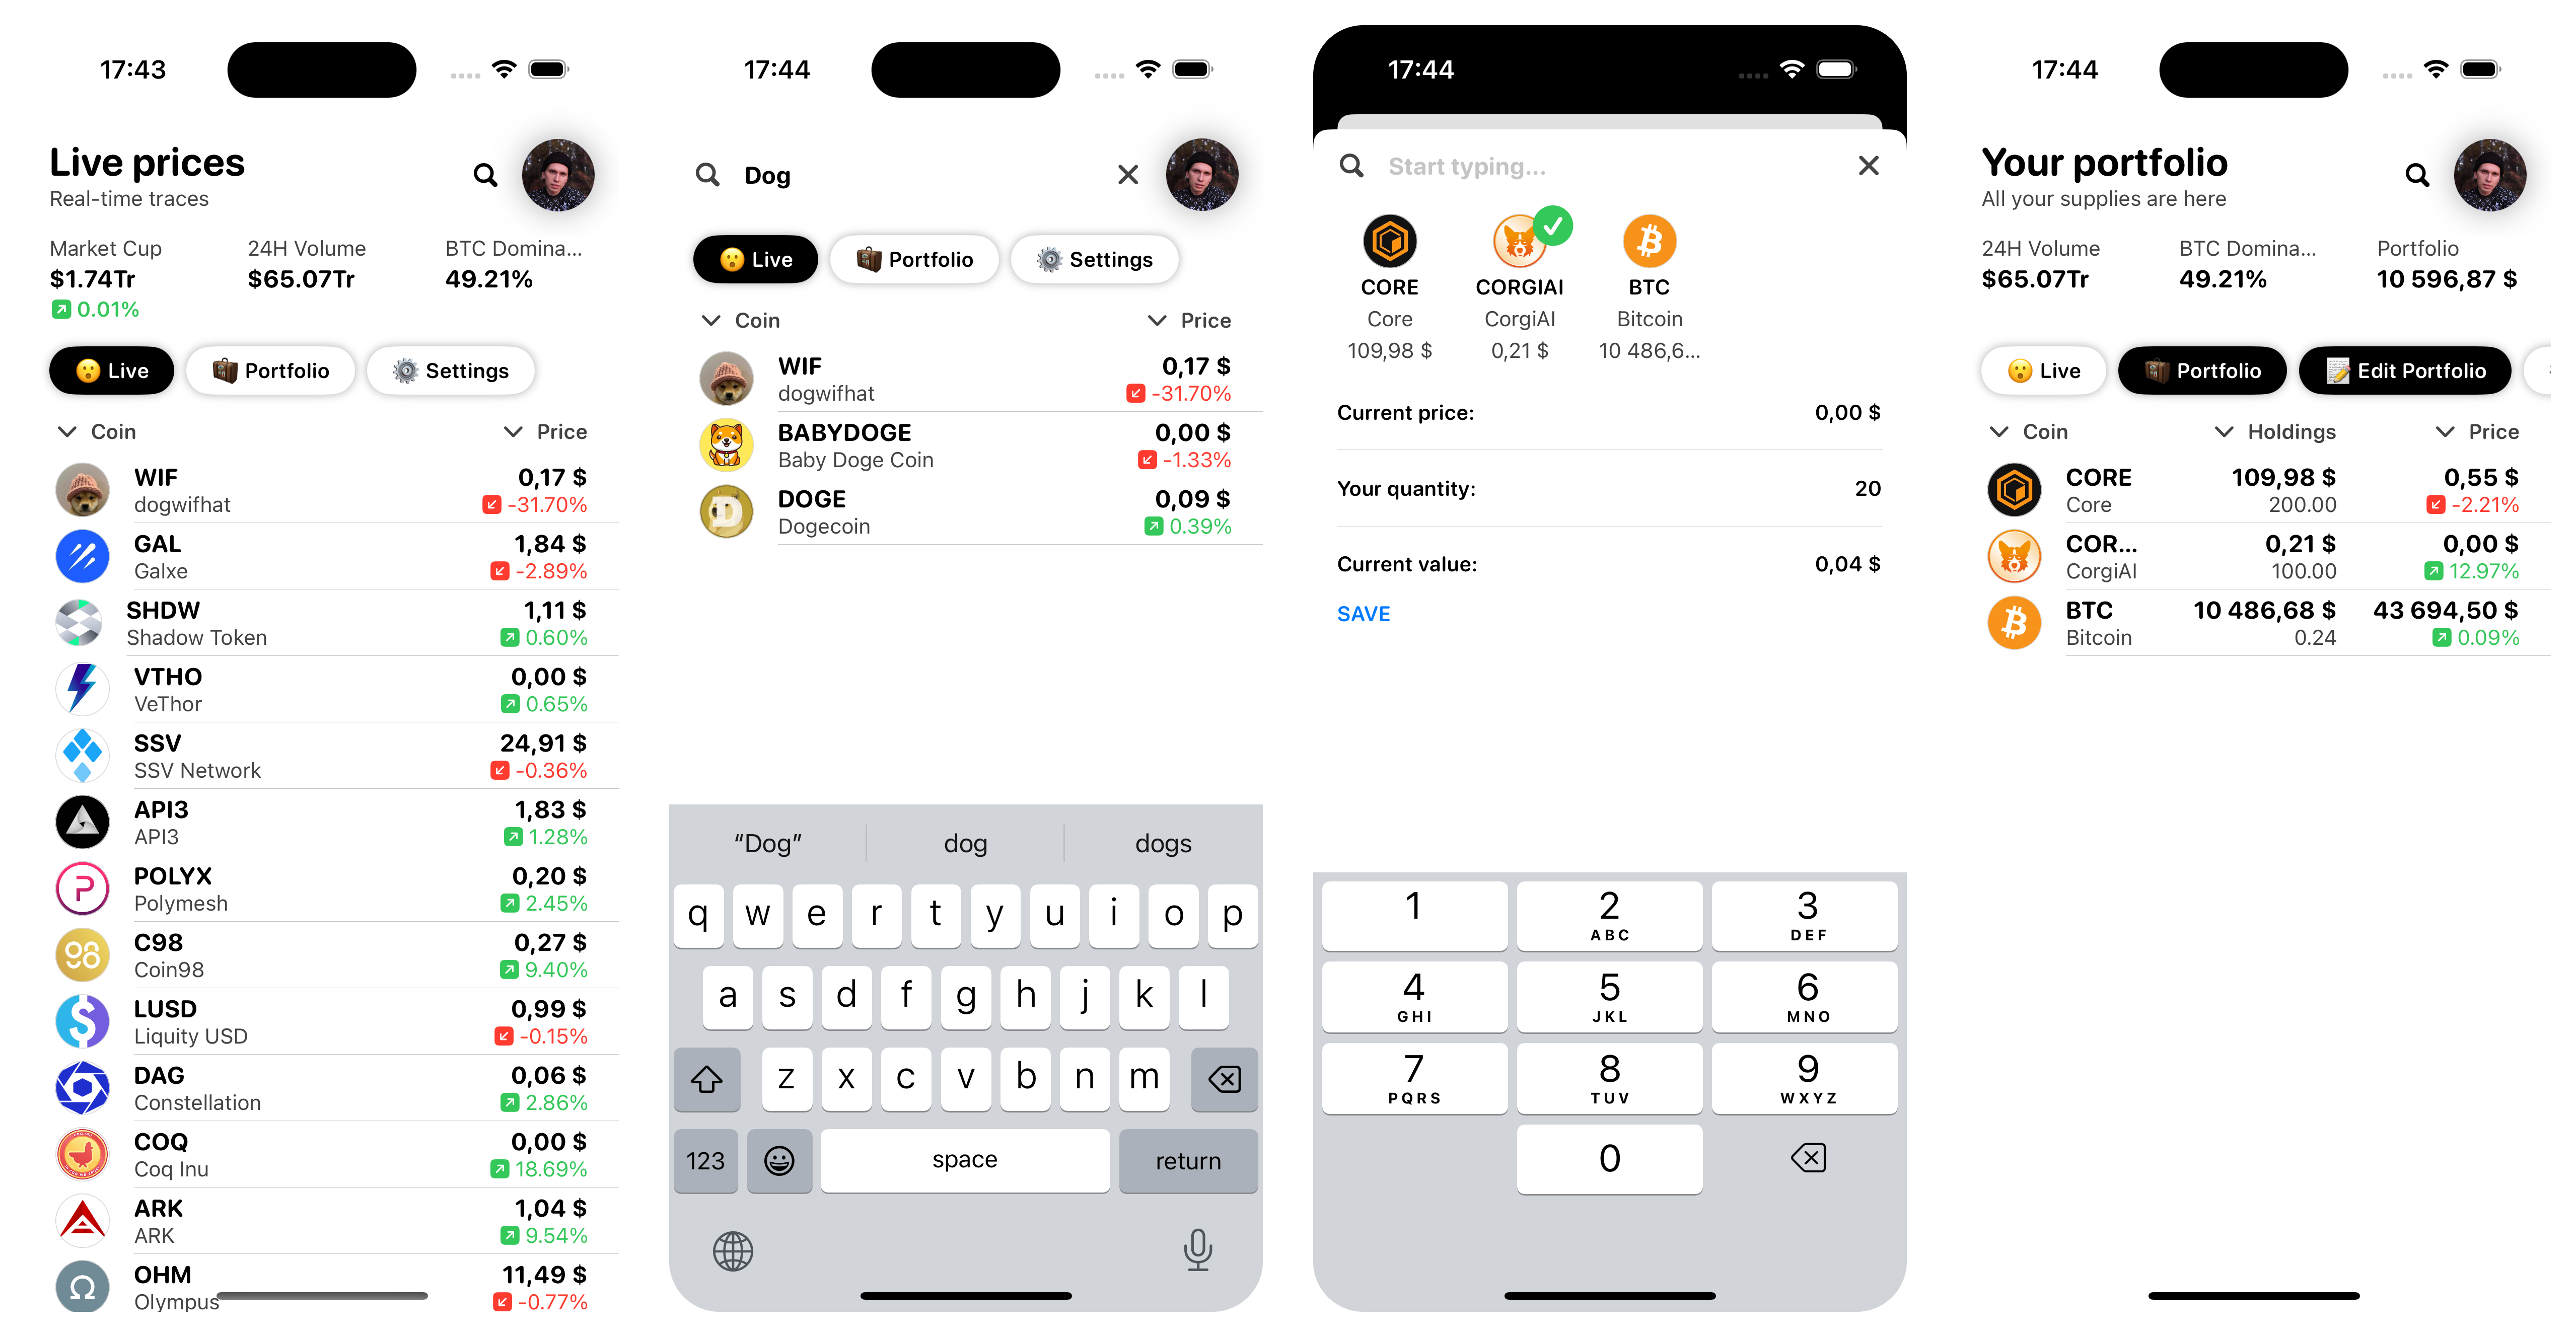 17:43
Live prices
Real-time traces
Market Cup 24H Volume BTC Domina...
$1.74Tr $65.07Tr 49.21%
0.01%
😮 Live 💼 Portfolio ⚙️ Settings
Coin Price
WIF 0,17 $
dogwifhat -31.70%
GAL 1,84 $
Galxe -2.89%
SHDW 1,11 $
Shadow Token 0.60%
VTHO 0,00 $
VeThor 0.65%
SSV 24,91 $
SSV Network -0.36%
API3 1,83 $
API3 1.28%
POLYX 0,20 $
Polymesh 2.45%
C98 0,27 $
Coin98 9.40%
LUSD 0,99 $
Liquity USD -0.15%
DAG 0,06 $
Constellation 2.86%
COQ 0,00 $
Coq Inu 18.69%
ARK 1,04 $
ARK 9.54%
OHM 11,49 $
Olympus -0.77%
17:44
Dog
😮 Live 💼 Portfolio ⚙️ Settings
Coin Price
WIF 0,17 $
dogwifhat -31.70%
BABYDOGE 0,00 $
Baby Doge Coin -1.33%
DOGE 0,09 $
Dogecoin 0.39%
“Dog” dog dogs
q w e r t y u i o p
a s d f g h j k l
z x c v b n m
123 space return
17:44
Start typing...
CORE CORGIAI BTC
Core CorgiAI Bitcoin
109,98 $ 0,21 $ 10 486,6...
Current price: 0,00 $
Your quantity: 20
Current value: 0,04 $
SAVE
1 2 3
ABC DEF
4 5 6
GHI JKL MNO
7 8 9
PQRS TUV WXYZ
0
17:44
Your portfolio
All your supplies are here
24H Volume BTC Domina... Portfolio
$65.07Tr 49.21% 10 596,87 $
😮 Live 💼 Portfolio 📝 Edit Portfolio
Coin Holdings Price
CORE 109,98 $ 0,55 $
Core 200.00 -2.21%
COR... 0,21 $ 0,00 $
CorgiAI 100.00 12.97%
BTC 10 486,68 $ 43 694,50 $
Bitcoin 0.24 0.09%